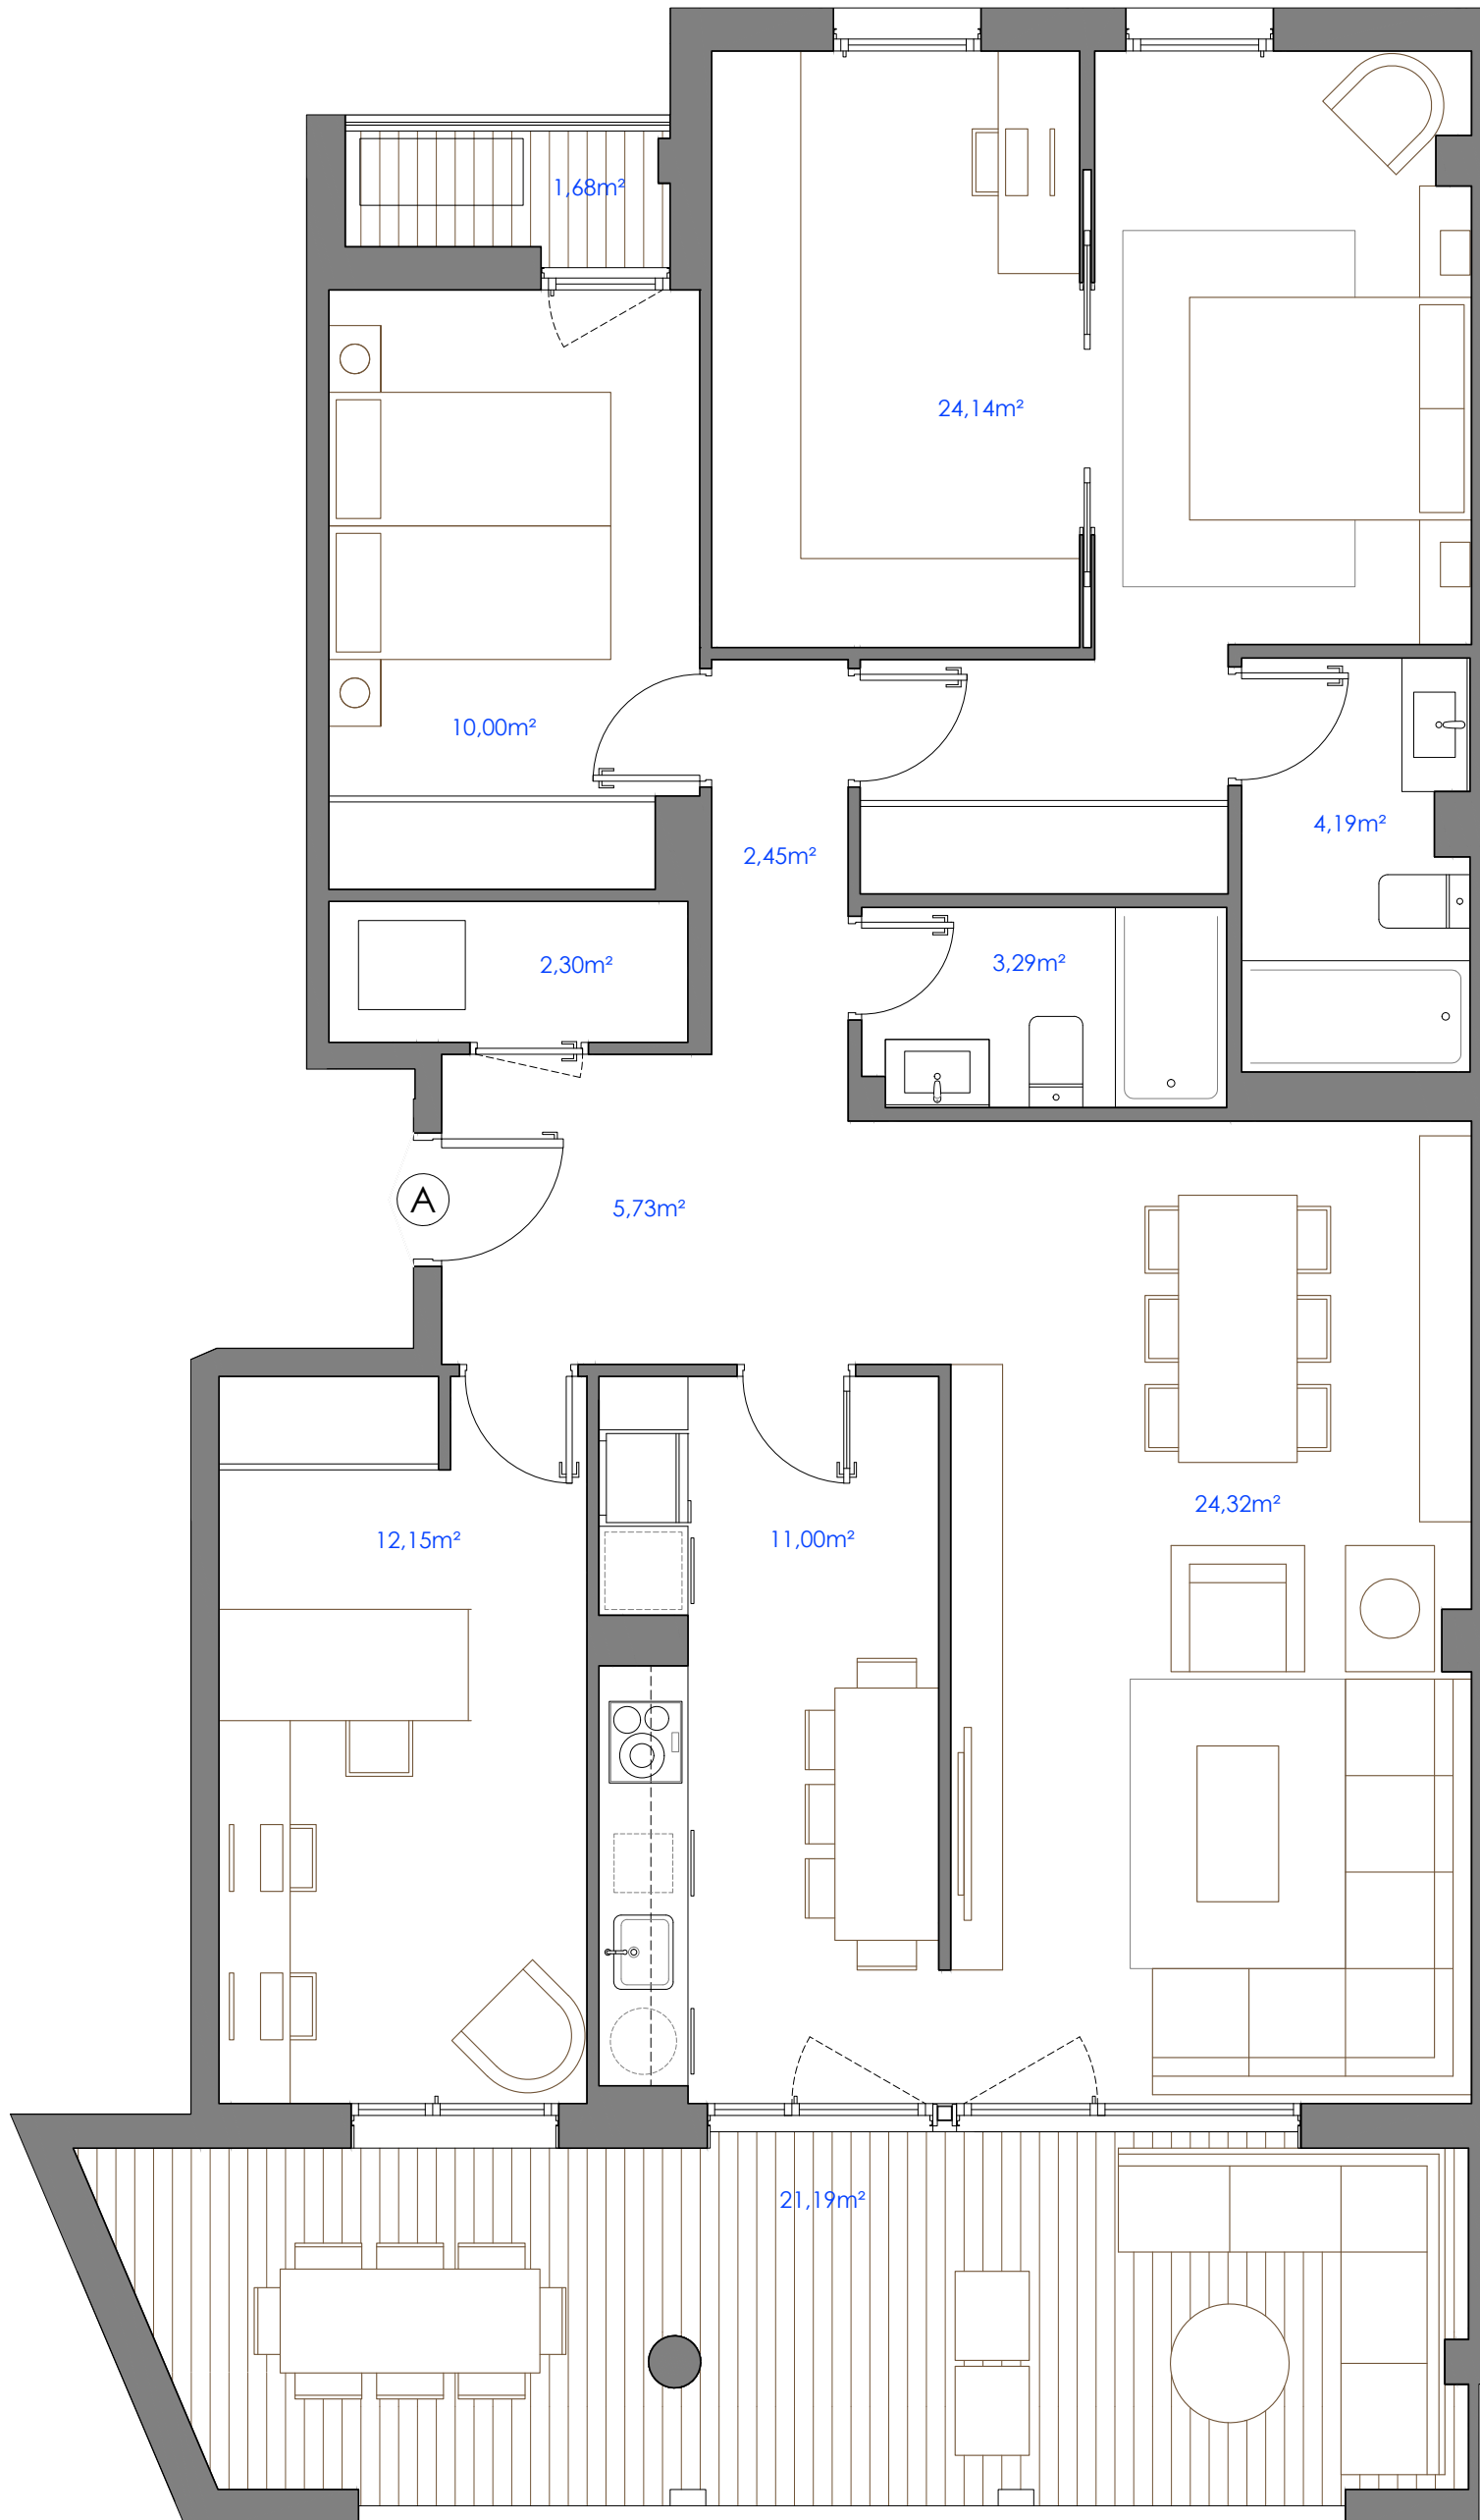 1,68m²
24,14m²
10,00m²
4,19m²
2,45m²
2,30m²
3,29m²
A
5,73m²
24,32m²
12,15m²
11,00m²
21,19m²